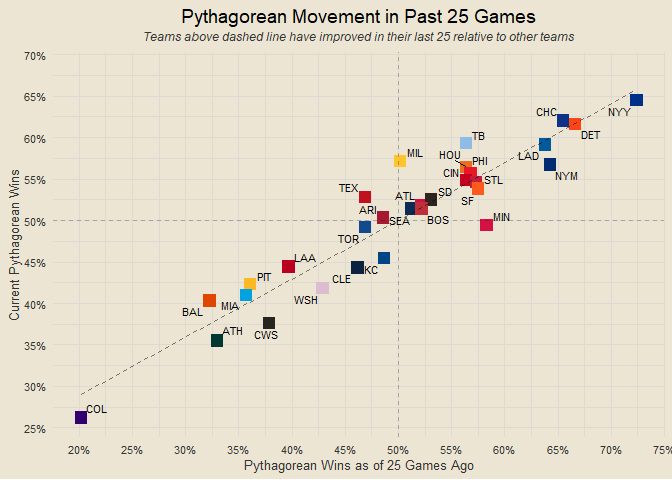 Pythagorean Movement in Past 25 Games
Teams above dashed line have improved in their last 25 relative to other teams
Current Pythagorean Wins
70%
65%
60%
55%
50%
45%
40%
35%
30%
25%
NYY
CHC
DET
TB
LAD
MIL
HOU
PHI
NYM
CIN
STL
TEX
ATL
SD
SF
ARI
SEA
BOS
MIN
TOR
LAA
KC
CLE
PIT
WSH
MIA
BAL
ATH
CWS
COL
20%
25%
30%
35%
40%
45%
50%
55%
60%
65%
70%
75%
Pythagorean Wins as of 25 Games Ago